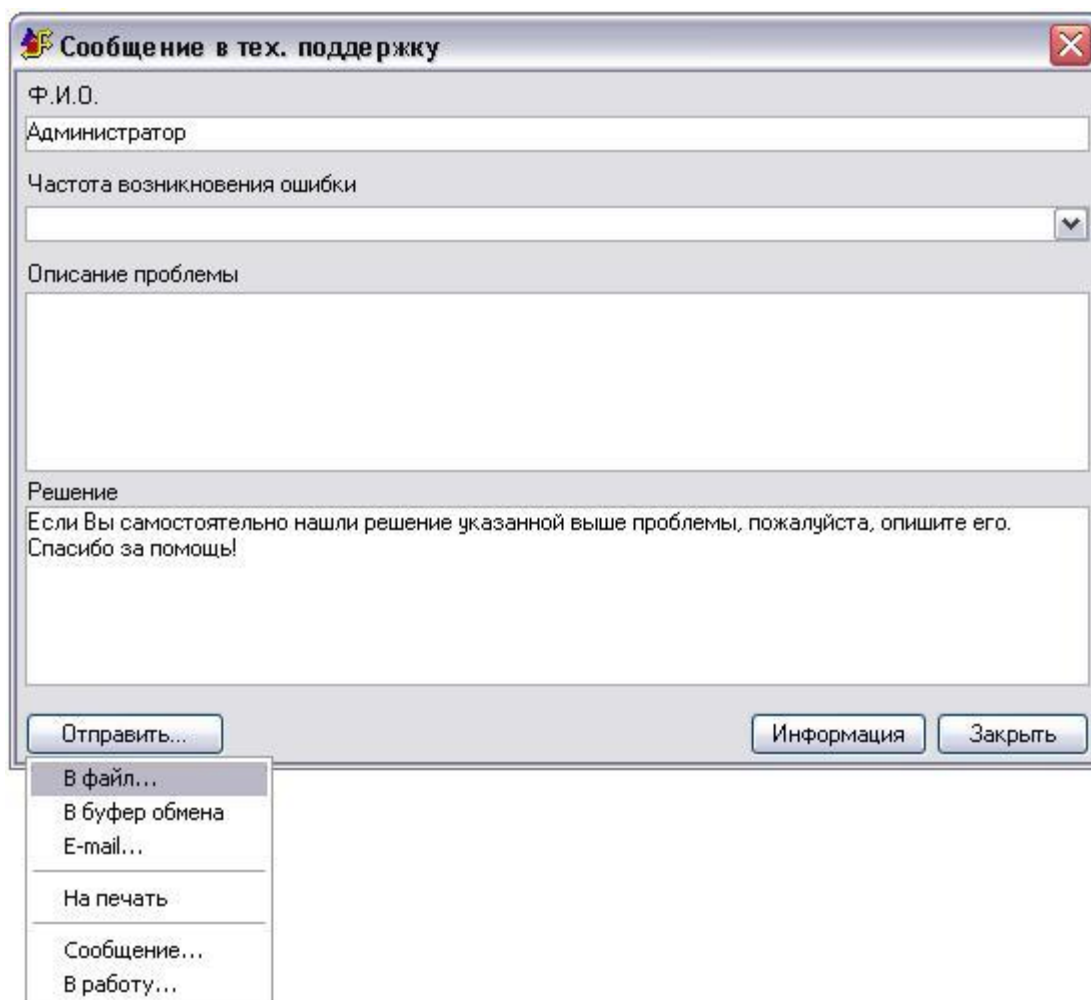 Сообщение в тех. поддержку
Ф.И.О.
Администратор
Частота возникновения ошибки
Описание проблемы
Решение
Если Вы самостоятельно нашли решение указанной выше проблемы, пожалуйста, опишите его.
Спасибо за помощь!
Отправить...
Информация
Закрыть
В файл...
В буфер обмена
E-mail...
На печать
Сообщение...
В работу...